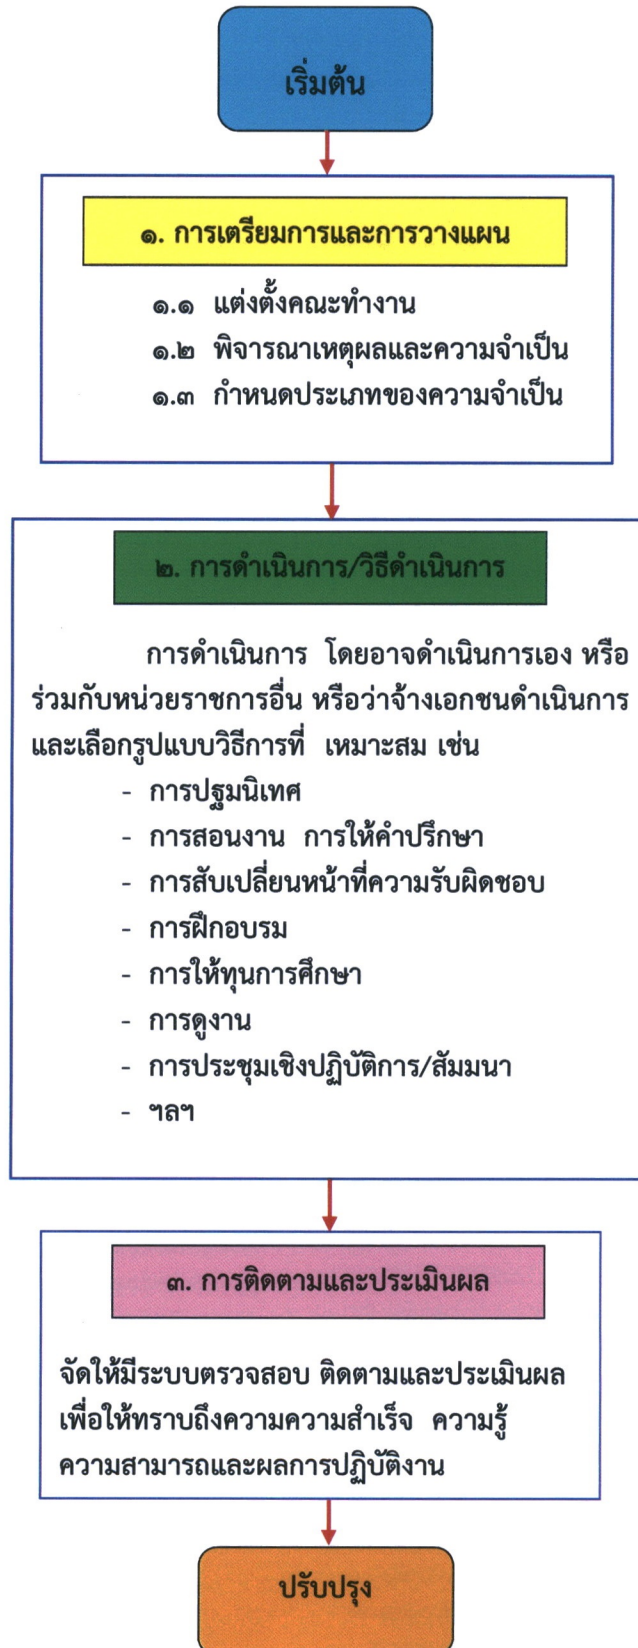 เริ่มต้น
๑. การเตรียมการและการวางแผน
๑.๑ แต่งตั้งคณะทำงาน
๑.๒ พิจารณาเหตุผลและความจำเป็น
๑.๓ กำหนดประเภทของความจำเป็น
๒. การดำเนินการ/วิธีดำเนินการ
การดำเนินการ โดยอาจดำเนินการเอง หรือ
ร่วมกับหน่วยราชการอื่น หรือว่าจ้างเอกชนดำเนินการ
และเลือกรูปแบบวิธีการที่ เหมาะสม เช่น
- การปฐมนิเทศ
- การสอนงาน การให้คำปรึกษา
- การสับเปลี่ยนหน้าที่ความรับผิดชอบ
- การฝึกอบรม
- การให้ทุนการศึกษา
- การดูงาน
- การประชุมเชิงปฏิบัติการ/สัมมนา
- ฯลฯ
๓. การติดตามและประเมินผล
จัดให้มีระบบตรวจสอบ ติดตามและประเมินผล
เพื่อให้ทราบถึงความความสำเร็จ ความรู้
ความสามารถและผลการปฏิบัติงาน
ปรับปรุง